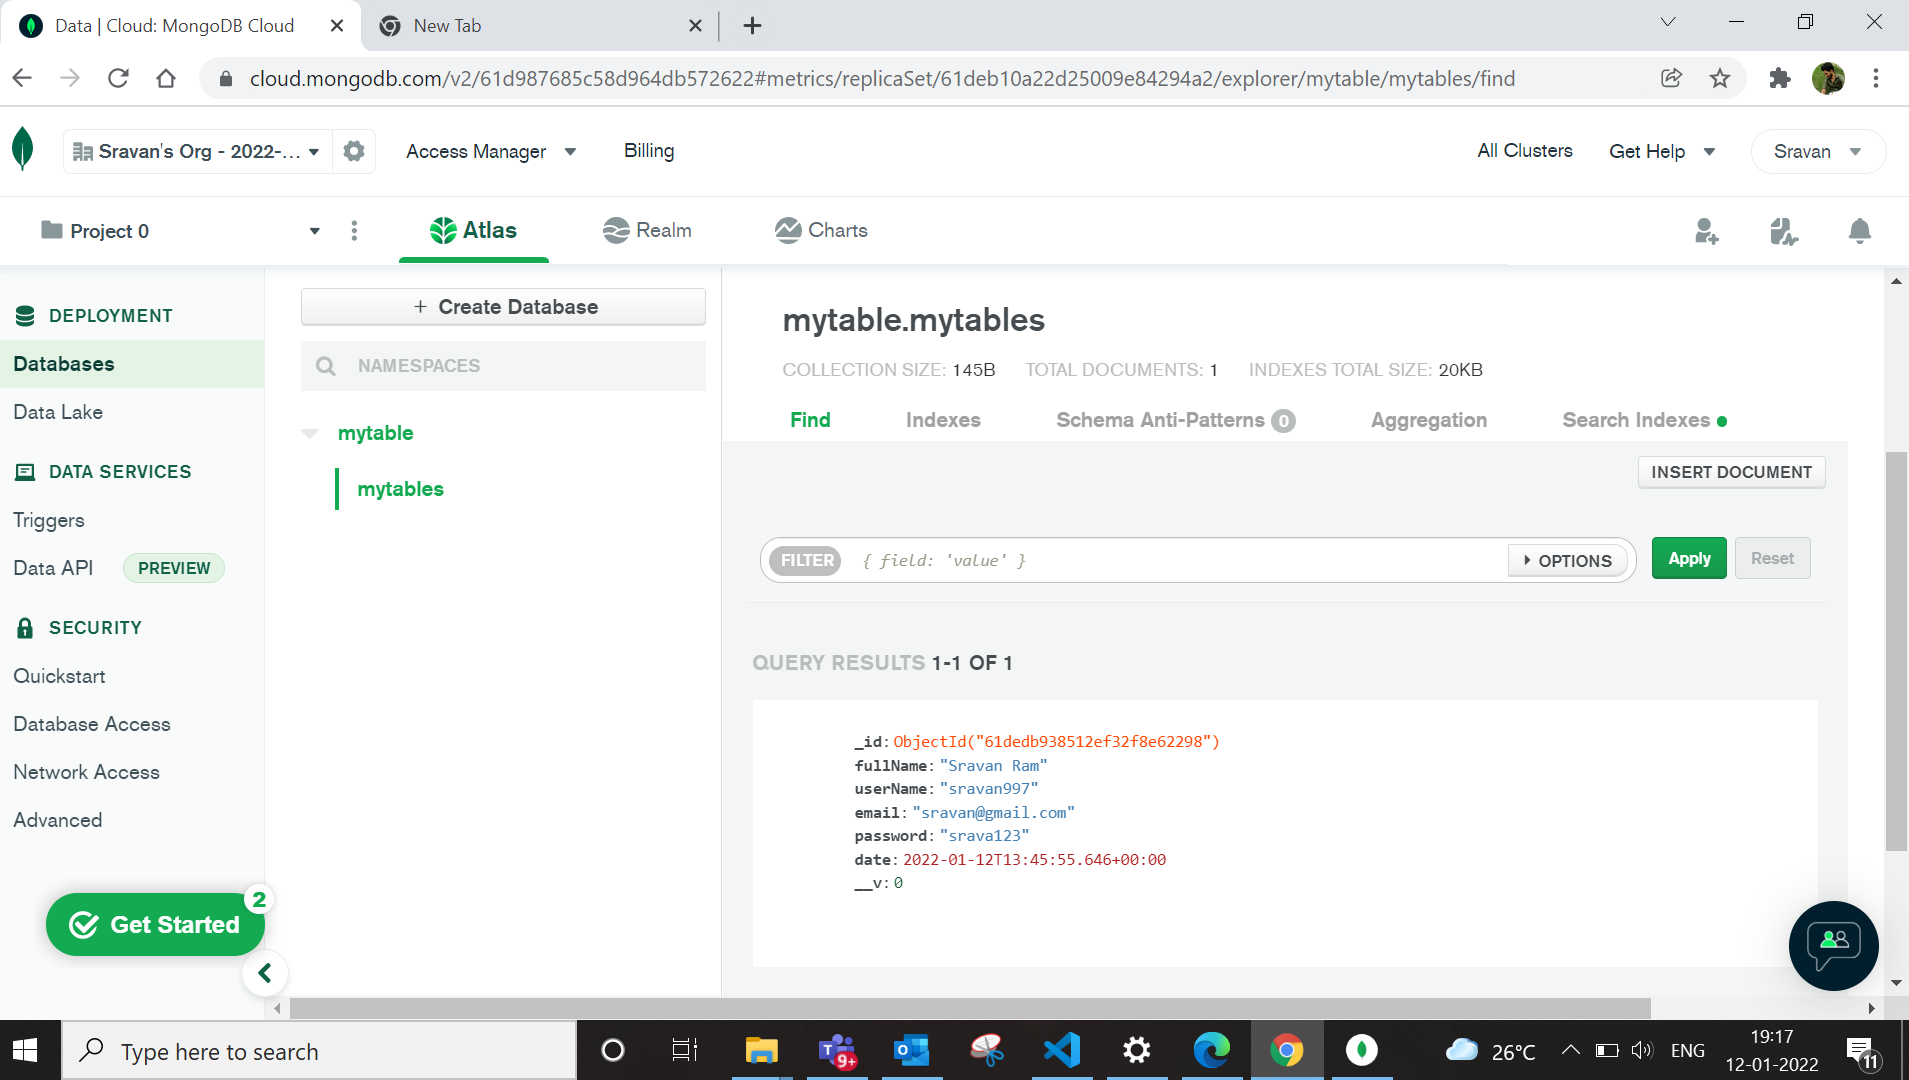 Data | Cloud: MongoDB Cloud
New Tab
cloud.mongodb.com/v2/61d987685c58d964db572622#metrics/replicaSet/61deb10a22d25009e84294a2/explorer/mytable/mytables/find
Sravan's Org - 2022-...
Access Manager
Billing
All Clusters
Get Help
Sravan
Project 0
Atlas
Realm
Charts
DEPLOYMENT
Databases
Data Lake
DATA SERVICES
Triggers
Data API PREVIEW
SECURITY
Quickstart
Database Access
Network Access
Advanced
Get Started
2
+ Create Database
NAMESPACES
mytable
mytables
mytable.mytables
COLLECTION SIZE: 145B TOTAL DOCUMENTS: 1 INDEXES TOTAL SIZE: 20KB
Find Indexes Schema Anti-Patterns 0 Aggregation Search Indexes
INSERT DOCUMENT
FILTER { field: 'value' } OPTIONS Apply Reset
QUERY RESULTS 1-1 OF 1
_id: ObjectId("61dedb938512ef32f8e62298")
fullName: "Sravan Ram"
userName: "sravan997"
email: "sravan@gmail.com"
password: "srava123"
date: 2022-01-12T13:45:55.646+00:00
__v: 0
Type here to search
T
9+
O
26°C
ENG
19:17
12-01-2022
11